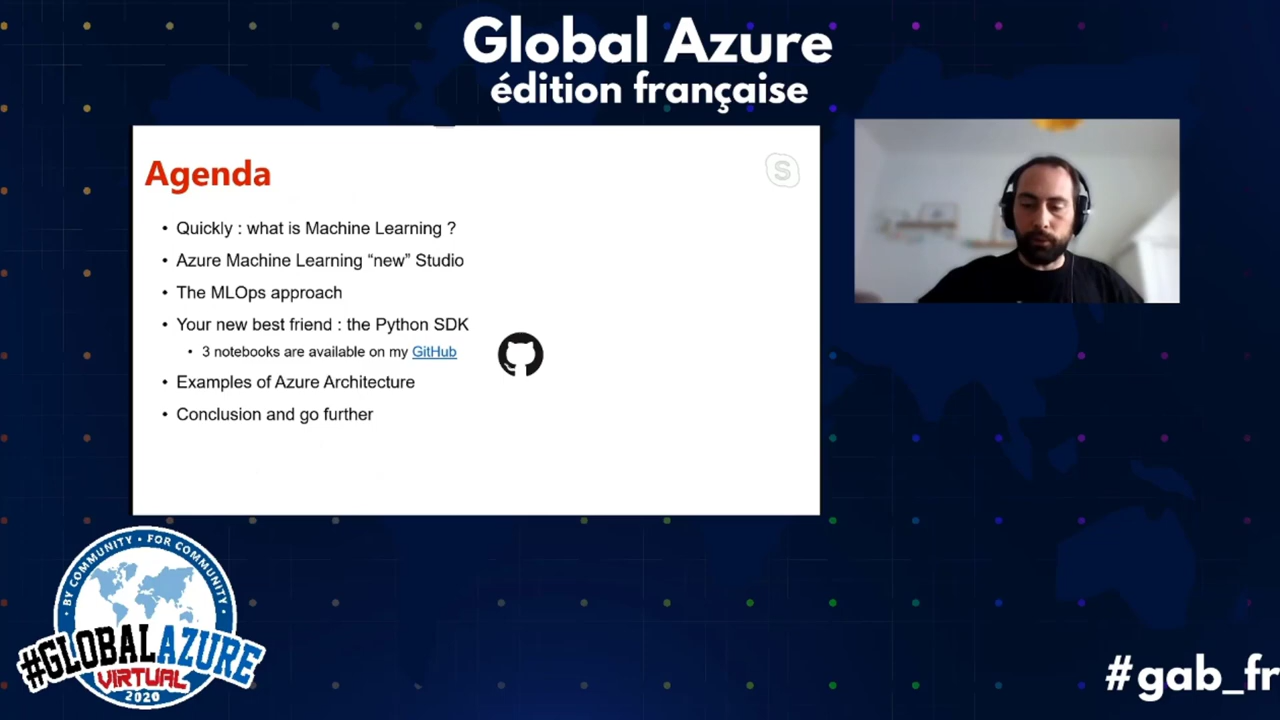 Global Azure
édition française
Agenda
S
• Quickly : what is Machine Learning ?
• Azure Machine Learning “new” Studio
• The MLOps approach
• Your new best friend : the Python SDK
• 3 notebooks are available on my GitHub
• Examples of Azure Architecture
• Conclusion and go further
• BY COMMUNITY • FOR COMMUNITY •
#GLOBALAZURE
VIRTUAL
2020
#gab_fr